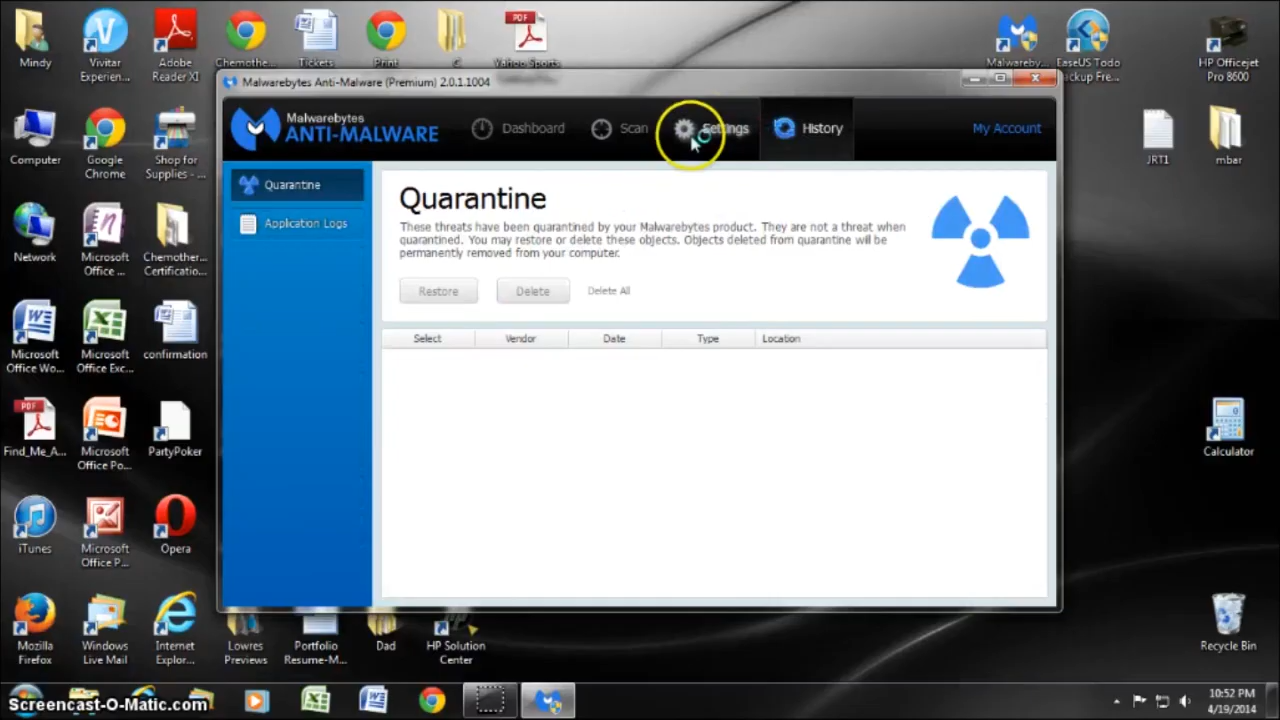 Mindy
Vivitar
Experien...
Adobe
Reader XI
Chemothe...
Tickets
Print
PDF
Yahoo Sports
Malwareby...
EaseUS Todo
Backup Fre...
HP Officejet
Pro 8600
Malwarebytes Anti-Malware (Premium) 2.0.1.1004
Malwarebytes
ANTI-MALWARE
Dashboard
Scan
Settings
History
My Account
Quarantine
Application Logs
Quarantine
These threats have been quarantined by your Malwarebytes product. They are not a threat when
quarantined. You may restore or delete these objects. Objects deleted from quarantine will be
permanently removed from your computer.
Restore
Delete
Delete All
Select
Vendor
Date
Type
Location
Computer
Google
Chrome
Shop for
Supplies - ...
JRT1
mbar
Network
Microsoft
Office ...
Chemother...
Certificatio...
Microsoft
Office Wo...
Microsoft
Office Exc...
confirmation
PDF
Find_Me_A...
Microsoft
Office Po...
PartyPoker
Calculator
iTunes
Microsoft
Office P...
Opera
Mozilla
Firefox
Windows
Live Mail
Internet
Explor...
Lowres
Previews
Portfolio
Resume-M...
Dad
HP Solution
Center
Recycle Bin
Screencast-O-Matic.com
10:52 PM
4/19/2014